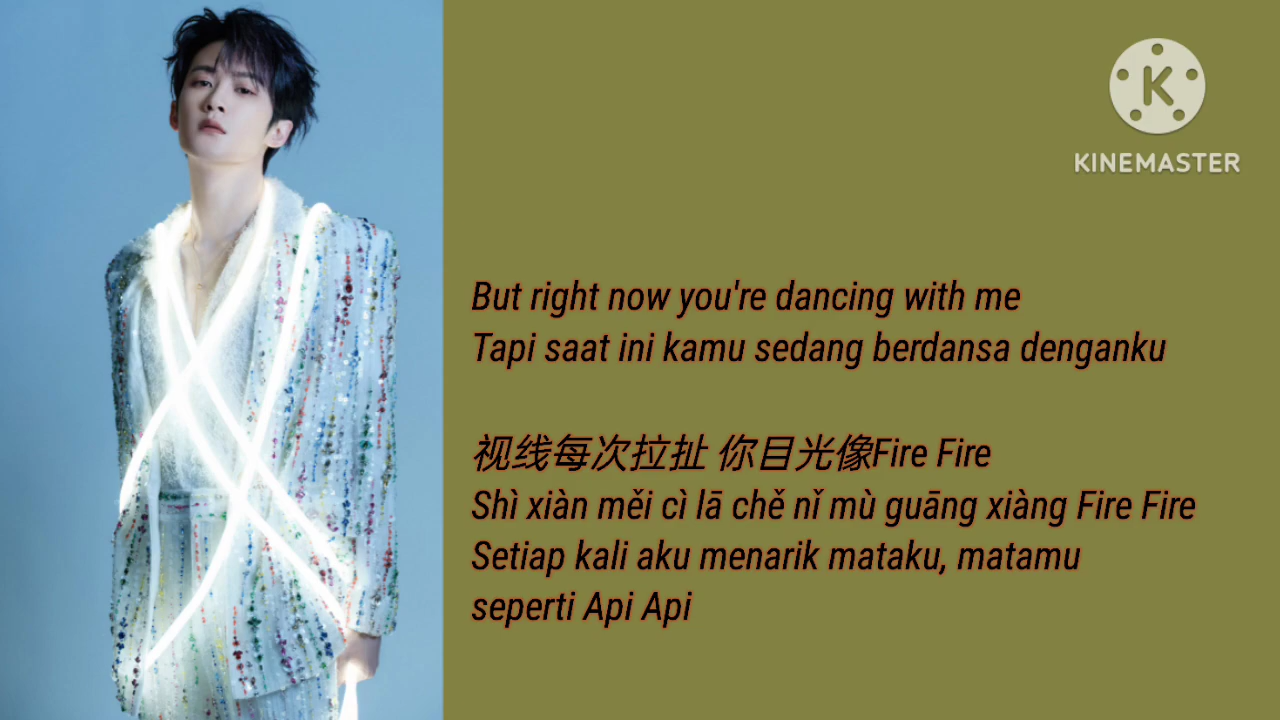 KINEMASTER
But right now you're dancing with me
Tapi saat ini kamu sedang berdansa denganku
视线每次拉扯 你目光像Fire Fire
Shì xiàn měi cì lā chě nǐ mù guāng xiàng Fire Fire
Setiap kali aku menarik mataku, matamu
seperti Api Api